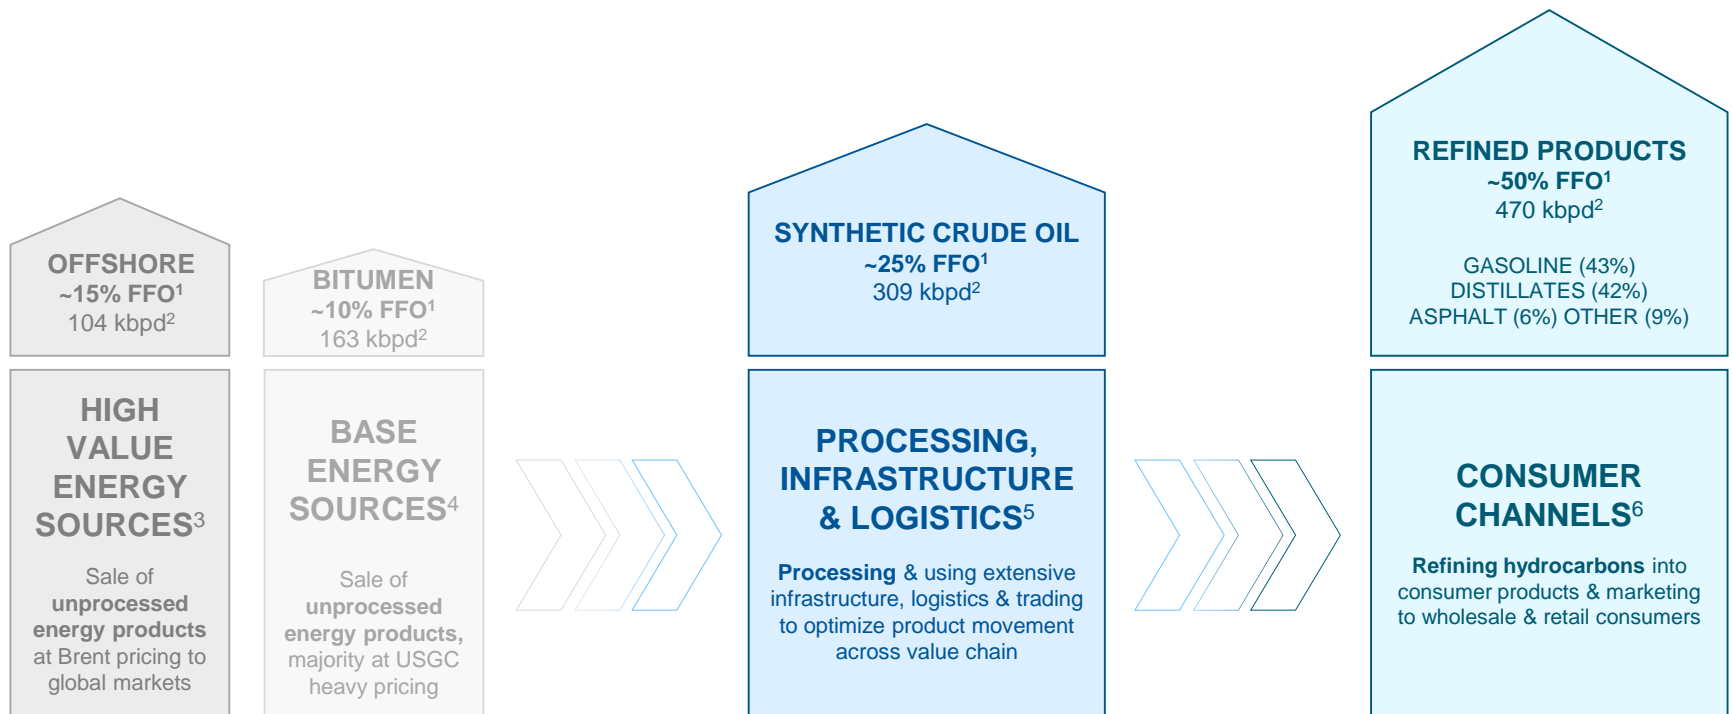 OFFSHORE
~15% FFO¹
104 kbpd²
HIGH
VALUE
ENERGY
SOURCES³
Sale of
unprocessed
energy products
at Brent pricing to
global markets
BITUMEN
~10% FFO¹
163 kbpd²
BASE
ENERGY
SOURCES⁴
Sale of
unprocessed
energy products,
majority at USGC
heavy pricing
SYNTHETIC CRUDE OIL
~25% FFO¹
309 kbpd²
PROCESSING,
INFRASTRUCTURE
& LOGISTICS⁵
Processing & using extensive
infrastructure, logistics & trading
to optimize product movement
across value chain
REFINED PRODUCTS
~50% FFO¹
470 kbpd²
GASOLINE (43%)
DISTILLATES (42%)
ASPHALT (6%) OTHER (9%)
CONSUMER
CHANNELS⁶
Refining hydrocarbons into
consumer products & marketing
to wholesale & retail consumers